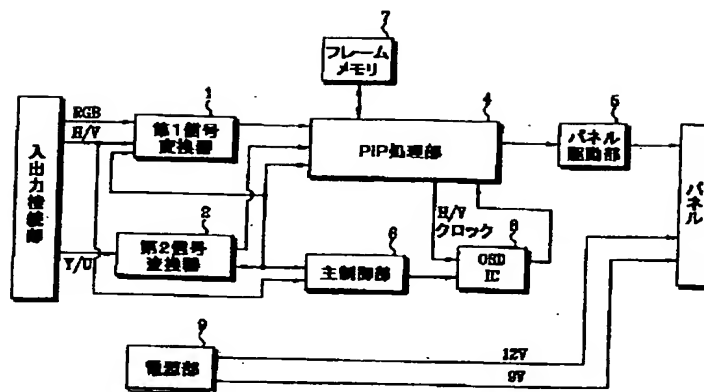 7
フレーム
メモリ
RGB
H/V
1
第1信号
変換器
4
PIP処理部
5
パネル
駆動部
パネル
入出力接続部
Y/C
2
第2信号
変換器
6
主制御部
H/V
クロック
8
OSD
IC
9
電源部
12V
9V